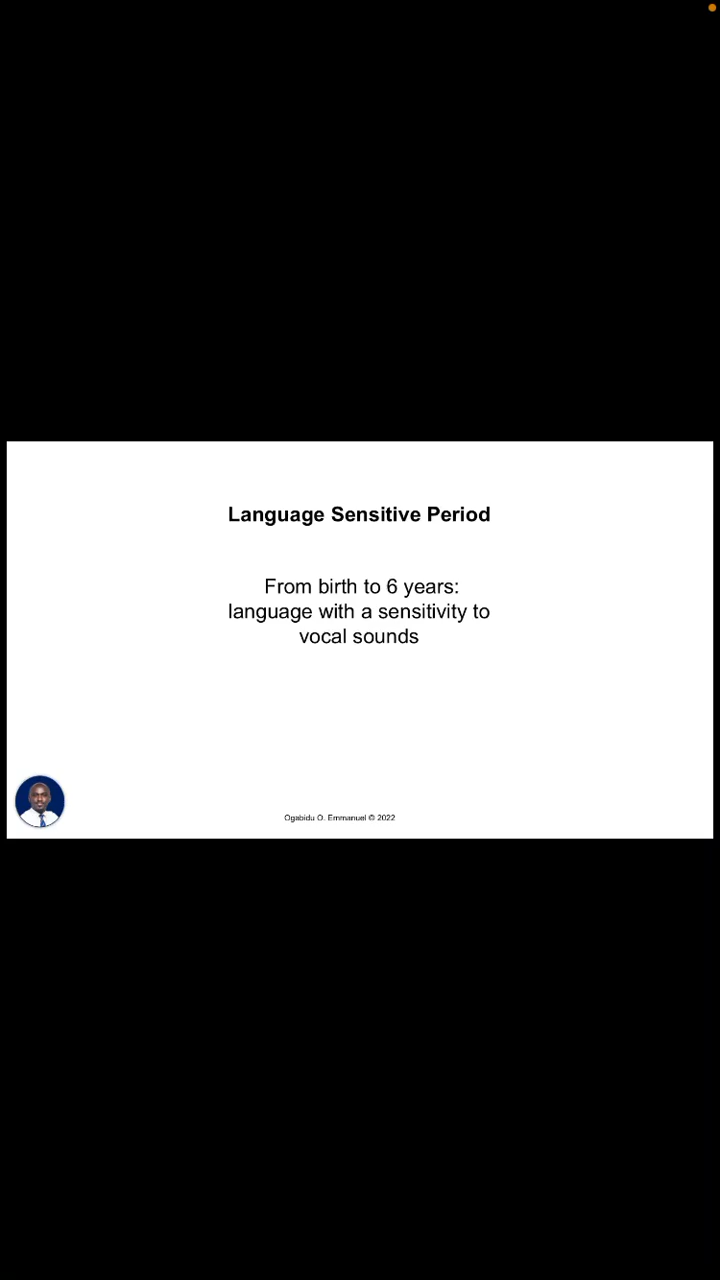 Language Sensitive Period
From birth to 6 years:
language with a sensitivity to
vocal sounds
Ogabidu O. Emmanuel © 2022